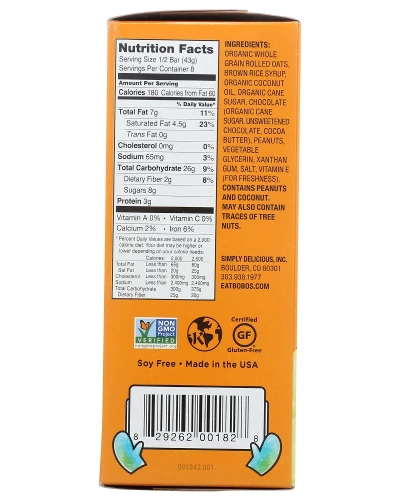 Nutrition Facts
Serving Size 1/2 Bar (43g)
Servings Per Container 8
Amount Per Serving
Calories 180 Calories from Fat 60
% Daily Value*
Total Fat 7g 11%
Saturated Fat 4.5g 23%
Trans Fat 0g
Cholesterol 0mg 0%
Sodium 65mg 3%
Total Carbohydrate 26g 9%
Dietary Fiber 2g 8%
Sugars 8g
Protein 3g
Vitamin A 0% • Vitamin C 0%
Calcium 2% • Iron 6%
* Percent Daily Values are based on a 2,000
calorie diet. Your diet may be higher or
lower depending on your calorie needs:
Calories: 2,000 2,500
Total Fat Less than 65g 80g
Sat Fat Less than 20g 25g
Cholesterol Less than 300mg 300mg
Sodium Less than 2,400mg 2,400mg
Total Carbohydrate 300g 375g
Dietary Fiber 25g 30g
INGREDIENTS:
ORGANIC WHOLE
GRAIN ROLLED OATS,
BROWN RICE SYRUP,
ORGANIC COCONUT
OIL, ORGANIC CANE
SUGAR, CHOCOLATE
(ORGANIC CANE
SUGAR, UNSWEETENED
CHOCOLATE, COCOA
BUTTER), PEANUTS,
VEGETABLE
GLYCERIN, XANTHAN
GUM, SALT, VITAMIN E
(FOR FRESHNESS).
CONTAINS PEANUTS
AND COCONUT.
MAY ALSO CONTAIN
TRACES OF TREE
NUTS.
SIMPLY DELICIOUS, INC.
BOULDER, CO 80301
303.938.1977
EATBOBOS.COM
NON
GMO
Project
VERIFIED
nongmoproject.org
K
Certified
GF
Gluten-Free
Soy Free • Made in the USA
8 29262 00182 8
001842.001